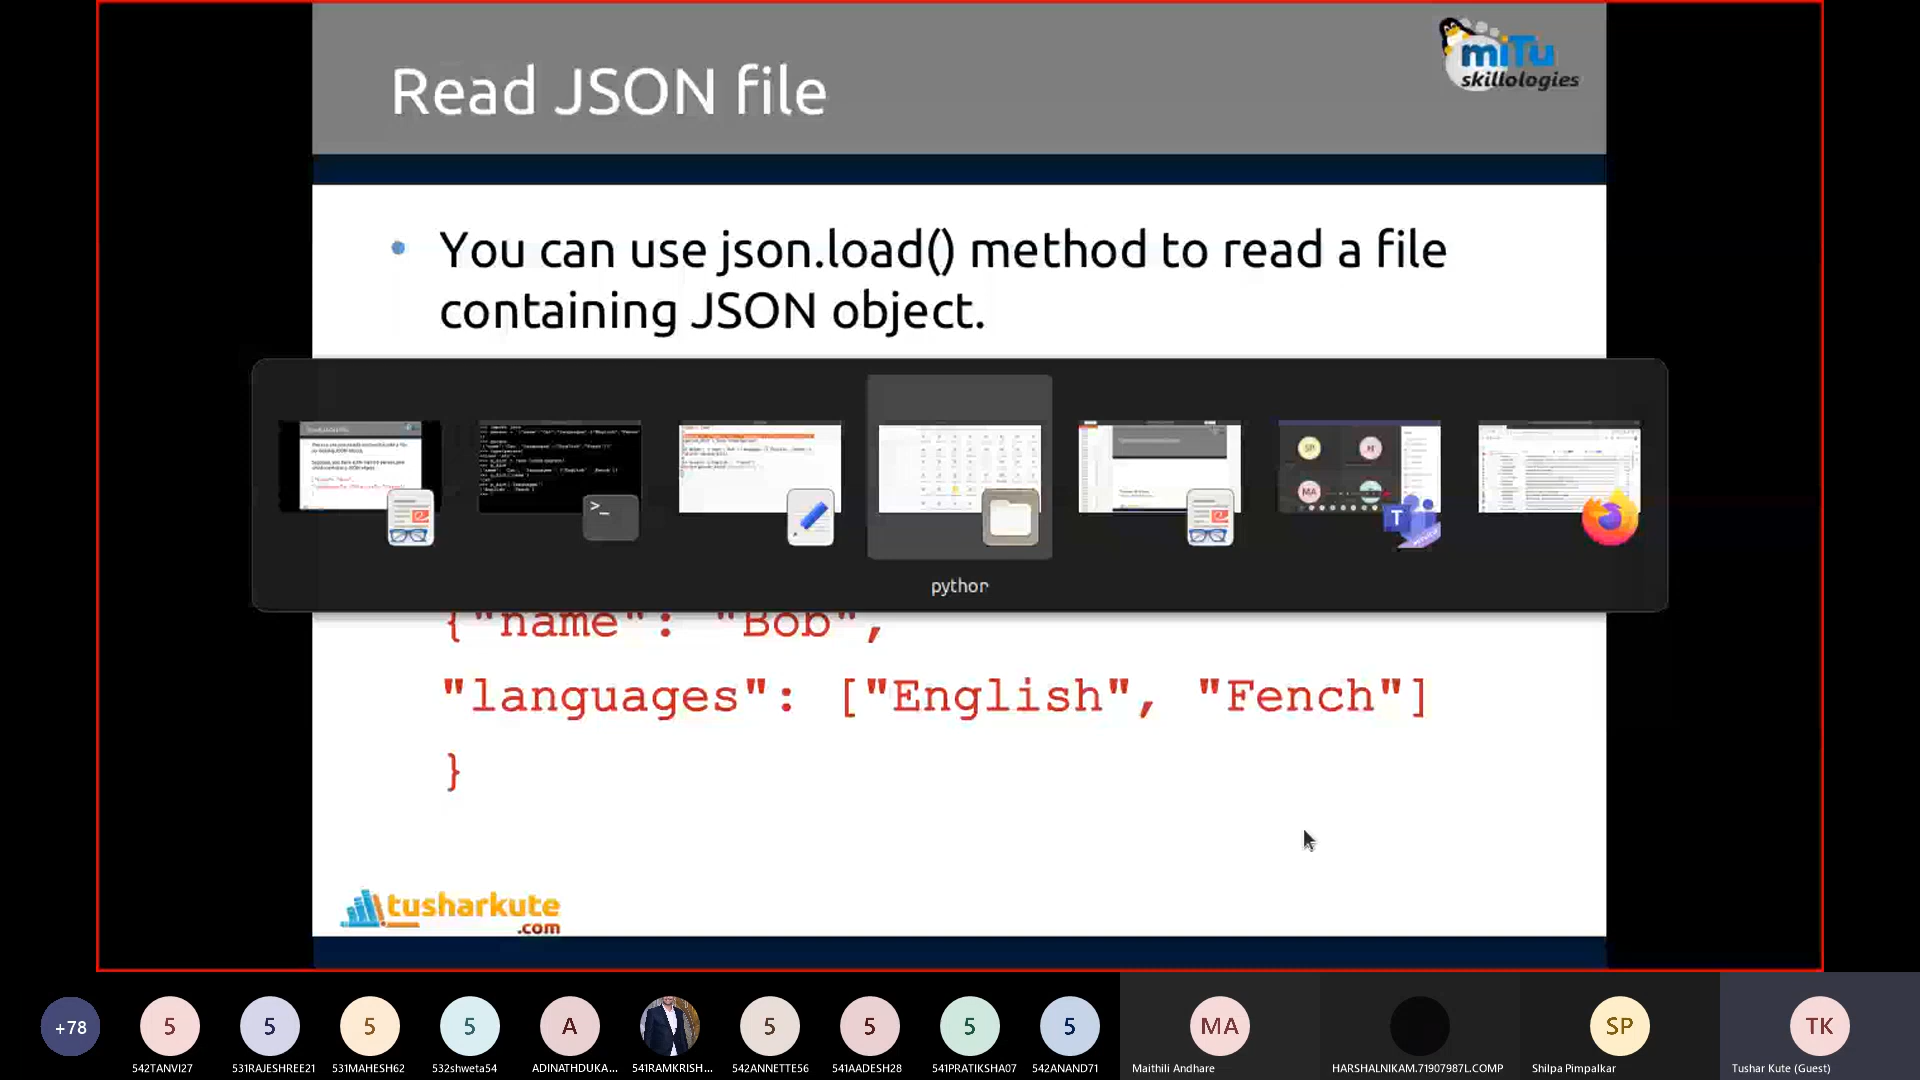 Read JSON file
miTu
skillologies
You can use json.load() method to read a file
containing JSON object.
python
{"name": "Bob",
"languages": ["English", "Fench"]
}
tusharkute
.com
+78
5
5
5
5
A
5
5
5
5
MA
SP
TK
542TANVI27
531RAJESHREE21
531MAHESH62
532shweta54
ADINATHDUKA...
541RAMKRISH...
542ANNETTE56
541AADESH28
541PRATIKSHA07
542ANAND71
Maithili Andhare
HARSHALNIKAM.71907987L.COMP
Shilpa Pimpalkar
Tushar Kute (Guest)